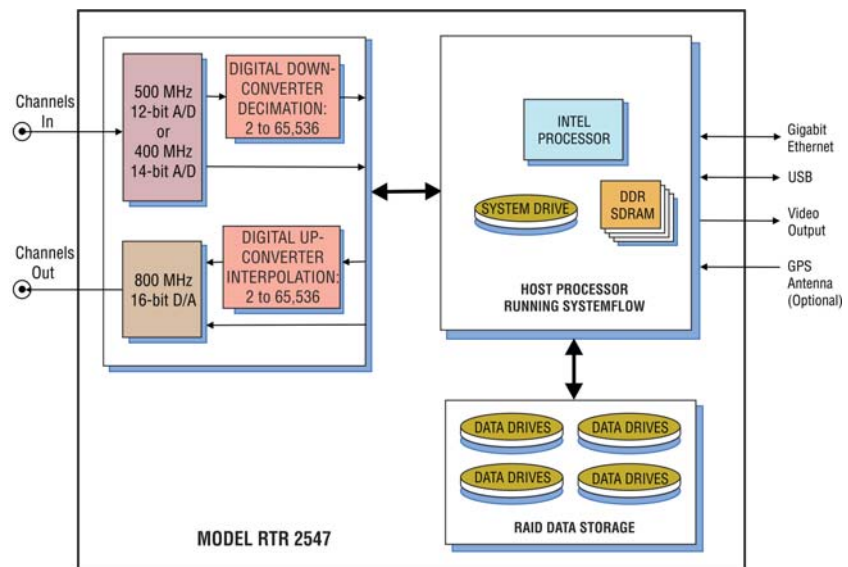 Channels
In
500 MHz
12-bit A/D
or
400 MHz
14-bit A/D
DIGITAL DOWN-
CONVERTER
DECIMATION:
2 to 65,536
Channels
Out
800 MHz
16-bit D/A
DIGITAL UP-
CONVERTER
INTERPOLATION:
2 to 65,536
INTEL
PROCESSOR
SYSTEM DRIVE
DDR
SDRAM
HOST PROCESSOR
RUNNING SYSTEMFLOW
Gigabit
Ethernet
USB
Video
Output
GPS
Antenna
(Optional)
DATA DRIVES
DATA DRIVES
DATA DRIVES
DATA DRIVES
RAID DATA STORAGE
MODEL RTR 2547